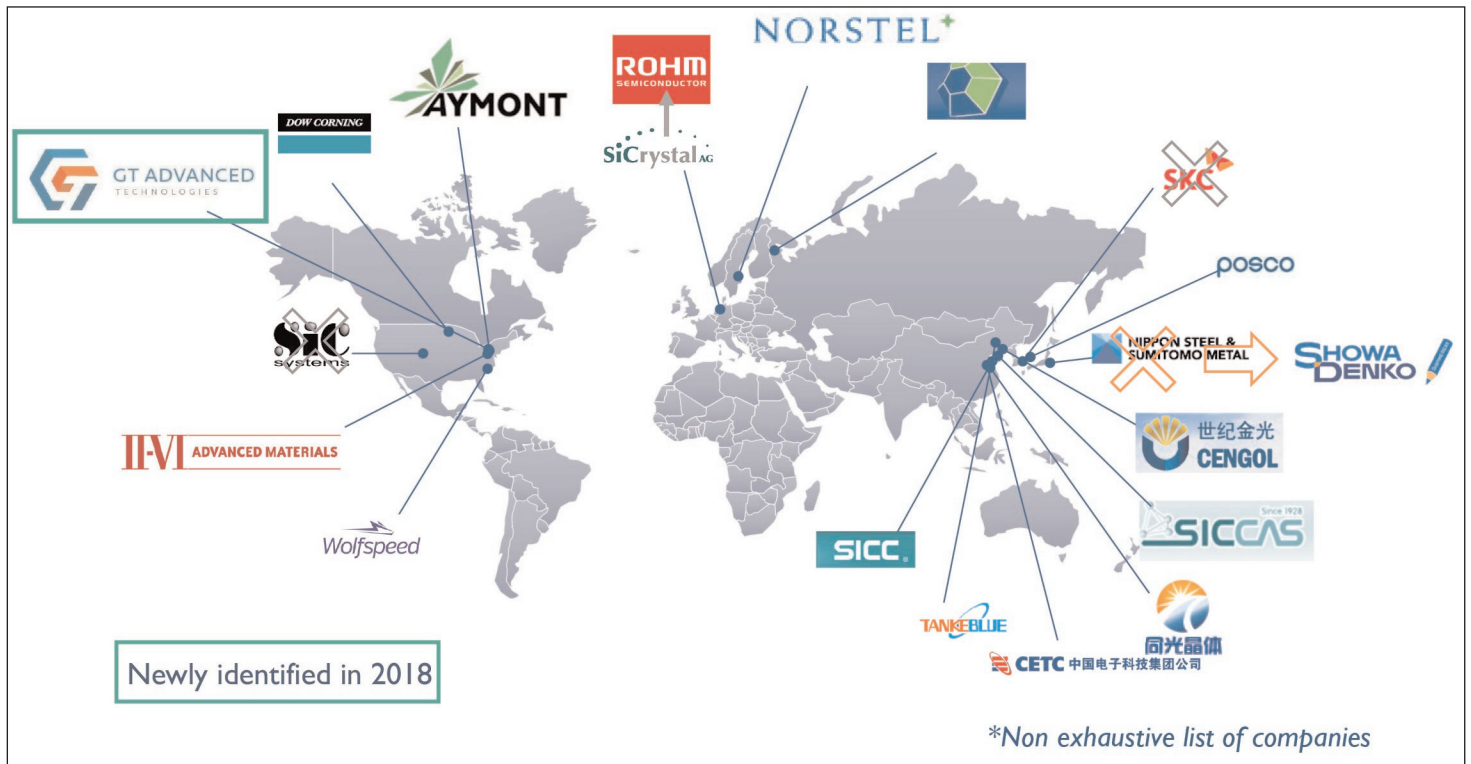 NORSTEL+
AYMONT
ROHM
SEMICONDUCTOR
DOW CORNING
SiCrystal AG
GT ADVANCED
TECHNOLOGIES
SKC
posco
SiC
systems
NIPPON STEEL &
SUMITOMO METAL
SHOWA
DENKO
世纪金光
CENGOL
II-VI ADVANCED MATERIALS
Since 1928
SICCAS
Wolfspeed
SICC
TANKEBLUE
同光晶体
CETC 中国电子科技集团公司
Newly identified in 2018
*Non exhaustive list of companies